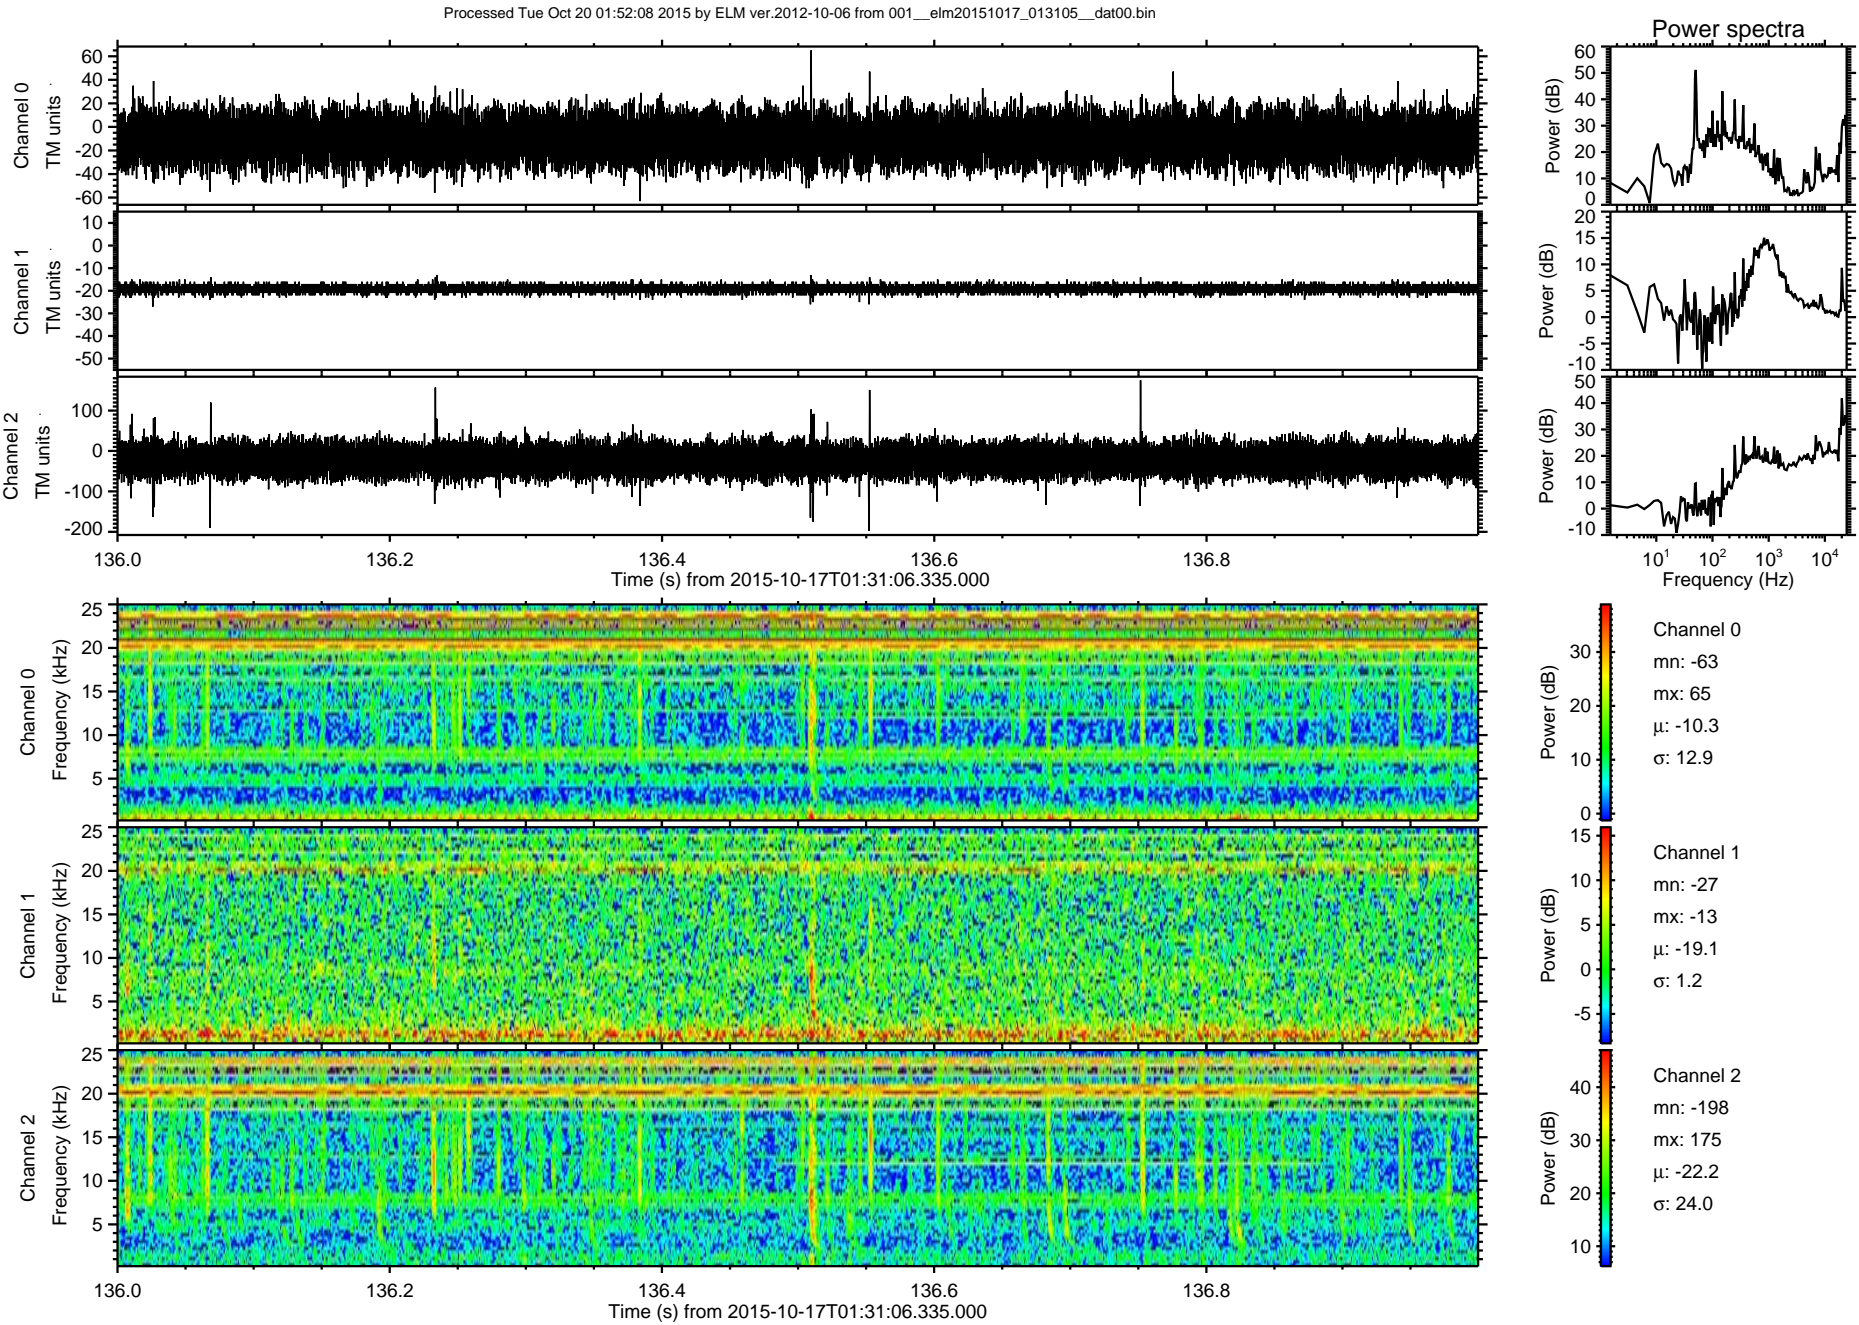 Processed Tue Oct 20 01:52:08 2015 by ELM ver.2012-10-06 from 001__elm20151017_013105__dat00.bin
Power spectra
Channel 0
TM units
60
40
20
0
-20
-40
-60
Power (dB)
60
50
40
30
20
10
0
Channel 1
TM units
10
0
-10
-20
-30
-40
-50
Power (dB)
20
15
10
5
0
-5
-10
Channel 2
TM units
100
0
-100
-200
Power (dB)
50
40
30
20
10
0
-10
136.0 136.2 136.4 136.6 136.8
Time (s) from 2015-10-17T01:31:06.335.000
10¹ 10² 10³ 10⁴
Frequency (Hz)
Channel 0
Frequency (kHz)
25
20
15
10
5
Power (dB)
30
20
10
0
Channel 0
mn: -63
mx: 65
μ: -10.3
σ: 12.9
Channel 1
Frequency (kHz)
25
20
15
10
5
Power (dB)
15
10
5
0
-5
Channel 1
mn: -27
mx: -13
μ: -19.1
σ: 1.2
Channel 2
Frequency (kHz)
25
20
15
10
5
Power (dB)
40
30
20
10
Channel 2
mn: -198
mx: 175
μ: -22.2
σ: 24.0
136.0 136.2 136.4 136.6 136.8
Time (s) from 2015-10-17T01:31:06.335.000